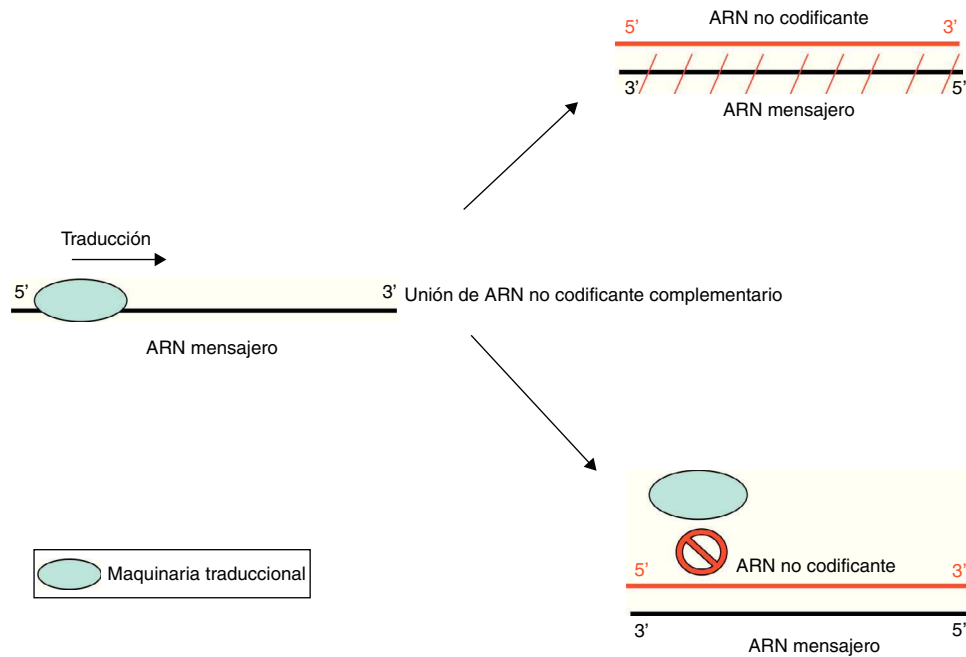 ARN no codificante
5’ 3’
3’ 5’
ARN mensajero
Traducción
5’ 3’ Unión de ARN no codificante complementario
ARN mensajero
Maquinaria traduccional
ARN no codificante
5’ 3’
3’ 5’
ARN mensajero